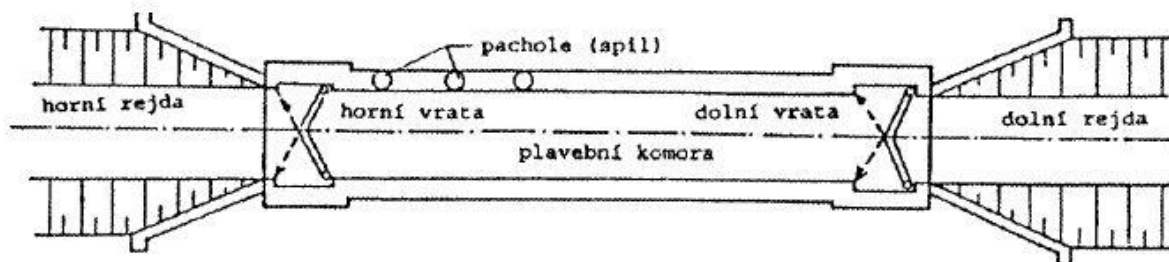 pachole (spil)
horní rejda
horní vrata
dolní vrata
dolní rejda
plavební komora